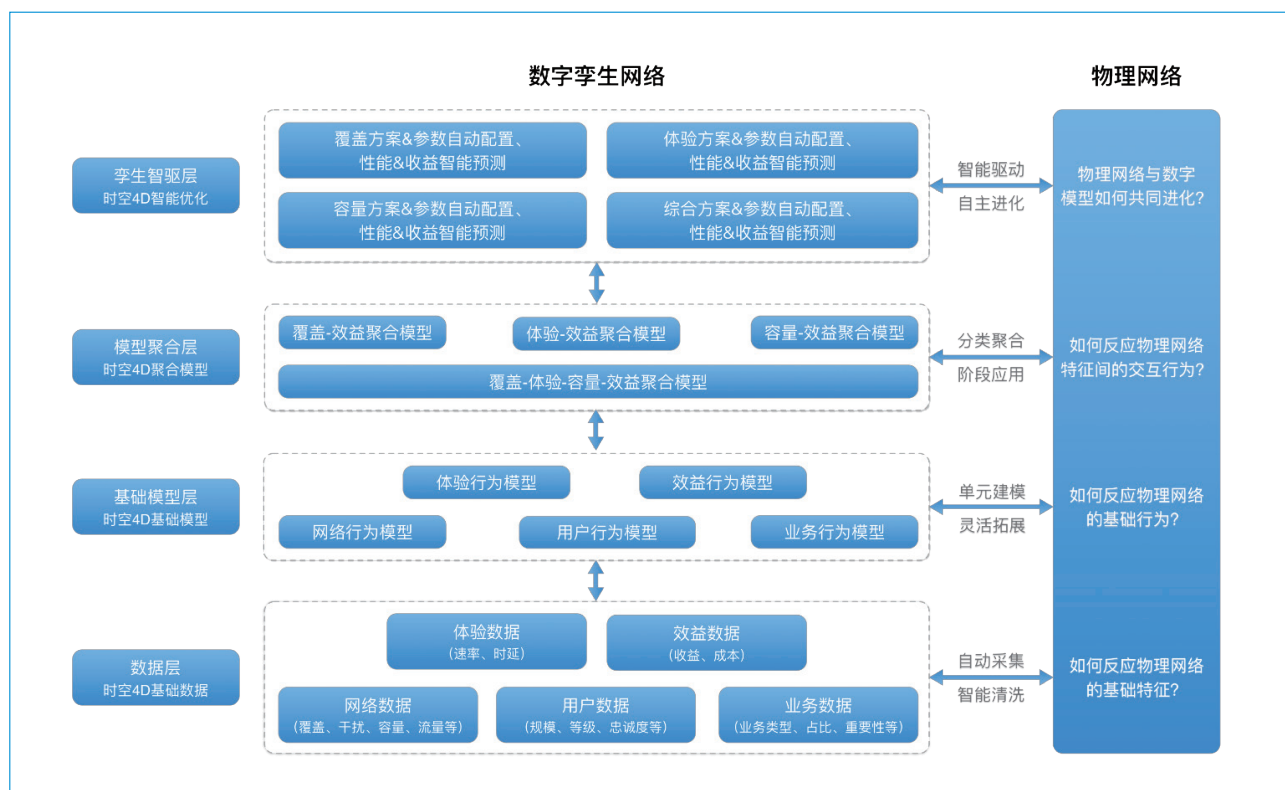 数字孪生网络
物理网络
孪生智驱层
时空4D智能优化
覆盖方案&参数自动配置、
性能&收益智能预测
体验方案&参数自动配置、
性能&收益智能预测
容量方案&参数自动配置、
性能&收益智能预测
综合方案&参数自动配置、
性能&收益智能预测
智能驱动
自主进化
物理网络与数字
模型如何共同进化?
模型聚合层
时空4D聚合模型
覆盖-效益聚合模型
体验-效益聚合模型
容量-效益聚合模型
覆盖-体验-容量-效益聚合模型
分类聚合
阶段应用
如何反应物理网络
特征间的交互行为?
基础模型层
时空4D基础模型
体验行为模型
效益行为模型
网络行为模型
用户行为模型
业务行为模型
单元建模
灵活拓展
如何反应物理网络
的基础行为?
数据层
时空4D基础数据
体验数据
(速率、时延)
效益数据
(收益、成本)
网络数据
(覆盖、干扰、容量、流量等)
用户数据
(规模、等级、忠诚度等)
业务数据
(业务类型、占比、重要性等)
自动采集
智能清洗
如何反应物理网络
的基础特征?